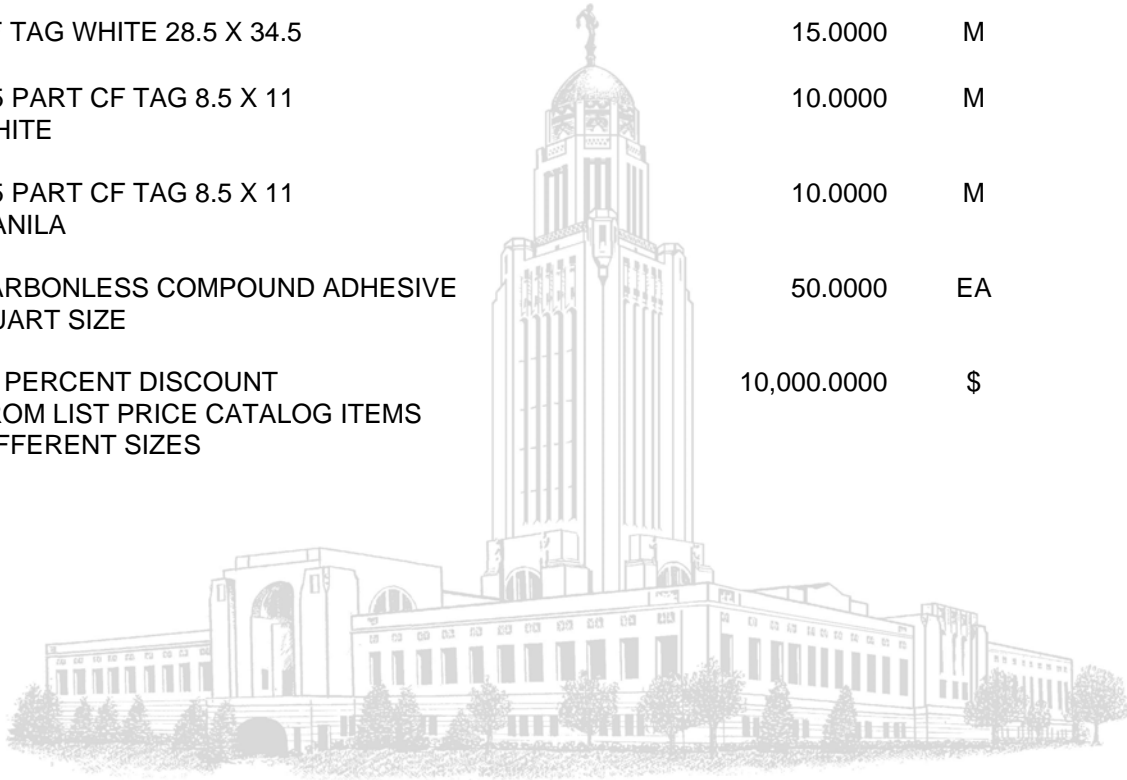 TAG WHITE 28.5 X 34.5 15.0000 M
5 PART CF TAG 8.5 X 11 10.0000 M
HITE
5 PART CF TAG 8.5 X 11 10.0000 M
ANILA
ARBONLESS COMPOUND ADHESIVE 50.0000 EA
UART SIZE
PERCENT DISCOUNT 10,000.0000 $
ROM LIST PRICE CATALOG ITEMS
FFERENT SIZES